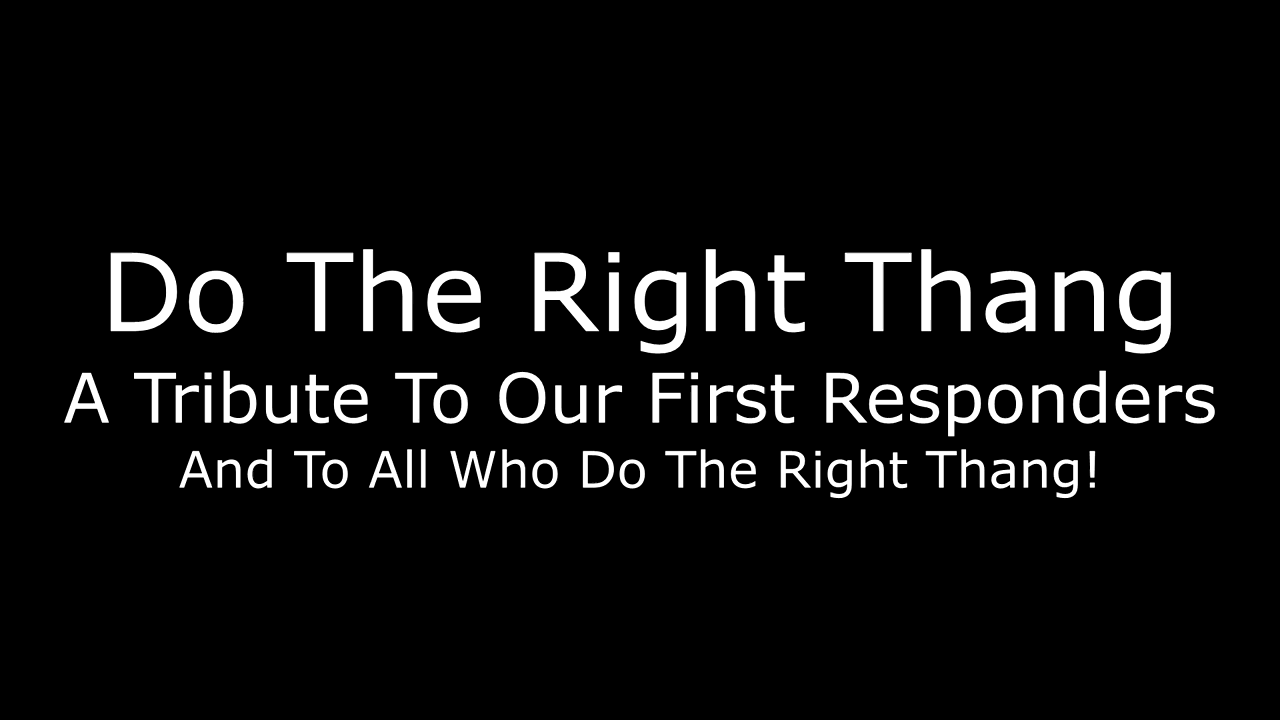 Do The Right Thang
A Tribute To Our First Responders
And To All Who Do The Right Thang!